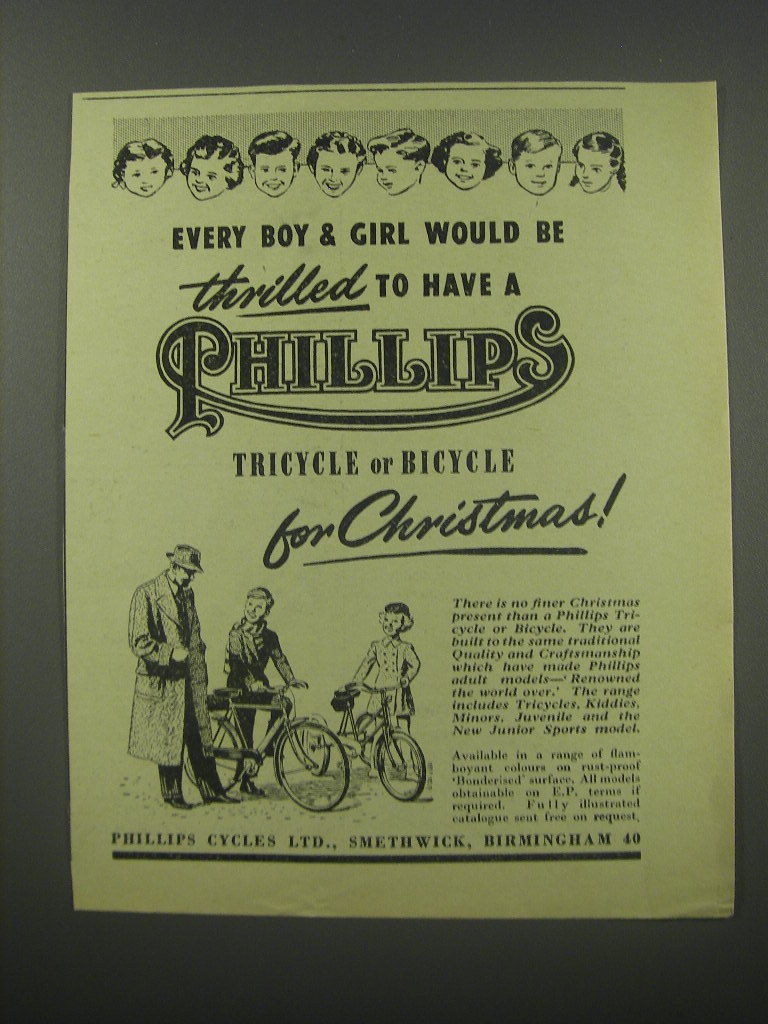 EVERY BOY & GIRL WOULD BE
thrilled TO HAVE A
PHILLIPS
TRICYCLE or BICYCLE
for Christmas!
There is no finer Christmas
present than a Phillips Tri-
cycle or Bicycle. They are
built to the same traditional
Quality and Craftsmanship
which have made Phillips
adult models—'Renowned
the world over.' The range
includes Tricycles, Kiddies,
Minors, Juvenile and the
New Junior Sports model.
Available in a range of flam-
boyant colours on rust-proof
'Bonderised' surface. All models
obtainable on E.P. terms if
required. Fully illustrated
catalogue sent free on request.
PHILLIPS CYCLES LTD., SMETHWICK, BIRMINGHAM 40